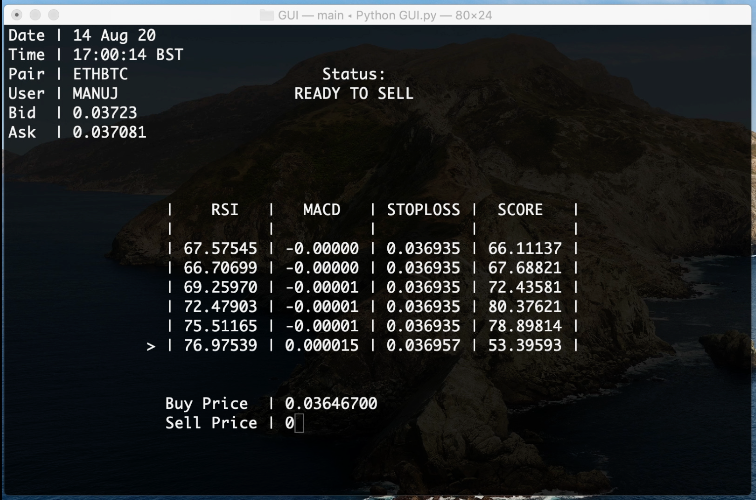 GUI — main • Python GUI.py — 80×24
Date | 14 Aug 20
Time | 17:00:14 BST
Pair | ETHBTC Status:
User | MANUJ READY TO SELL
Bid | 0.03723
Ask | 0.037081
| RSI | MACD | STOPLOSS | SCORE |
| | | | |
| 67.57545 | -0.00000 | 0.036935 | 66.11137 |
| 66.70699 | -0.00000 | 0.036935 | 67.68821 |
| 69.25970 | -0.00001 | 0.036935 | 72.43581 |
| 72.47903 | -0.00001 | 0.036935 | 80.37621 |
| 75.51165 | -0.00001 | 0.036935 | 78.89814 |
> | 76.97539 | 0.000015 | 0.036957 | 53.39593 |
Buy Price | 0.03646700
Sell Price | 0